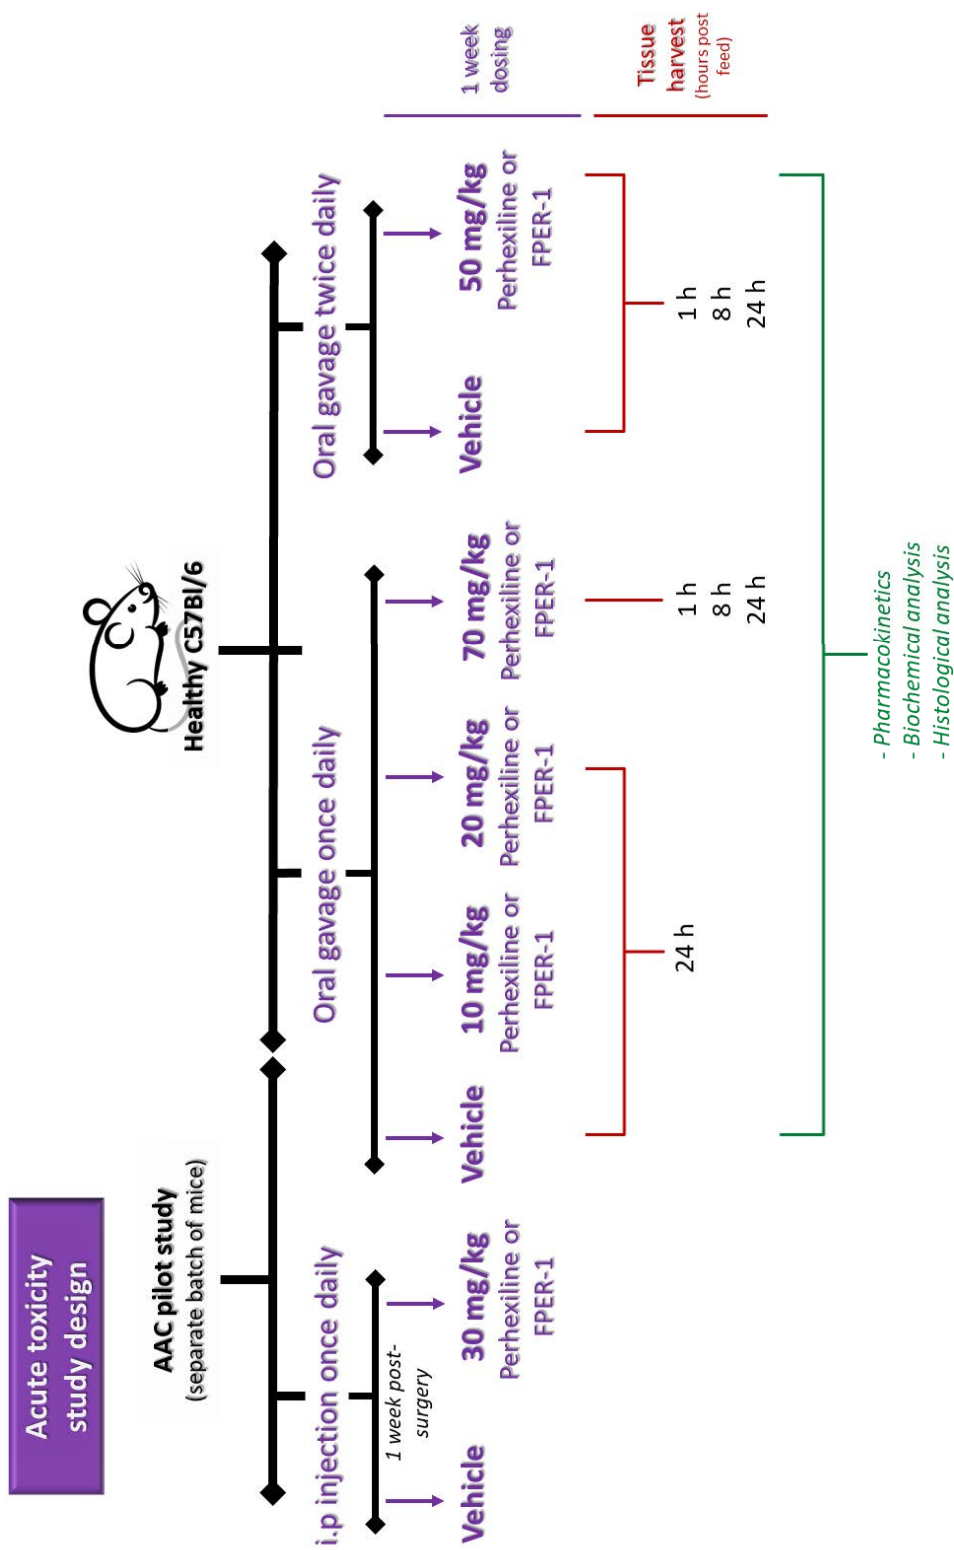 Acute toxicity
study design
AAC pilot study
(separate batch of mice)
Healthy C57Bl/6
i.p injection once daily
Oral gavage once daily
Oral gavage twice daily
1 week post-
surgery
Vehicle
30 mg/kg
Perhexiline or
FPER-1
Vehicle
10 mg/kg
Perhexiline or
FPER-1
20 mg/kg
Perhexiline or
FPER-1
70 mg/kg
Perhexiline or
FPER-1
Vehicle
50 mg/kg
Perhexiline or
FPER-1
1 week
dosing
24 h
1 h
8 h
24 h
1 h
8 h
24 h
Tissue
harvest
(hours post
feed)
- Pharmacokinetics
- Biochemical analysis
- Histological analysis